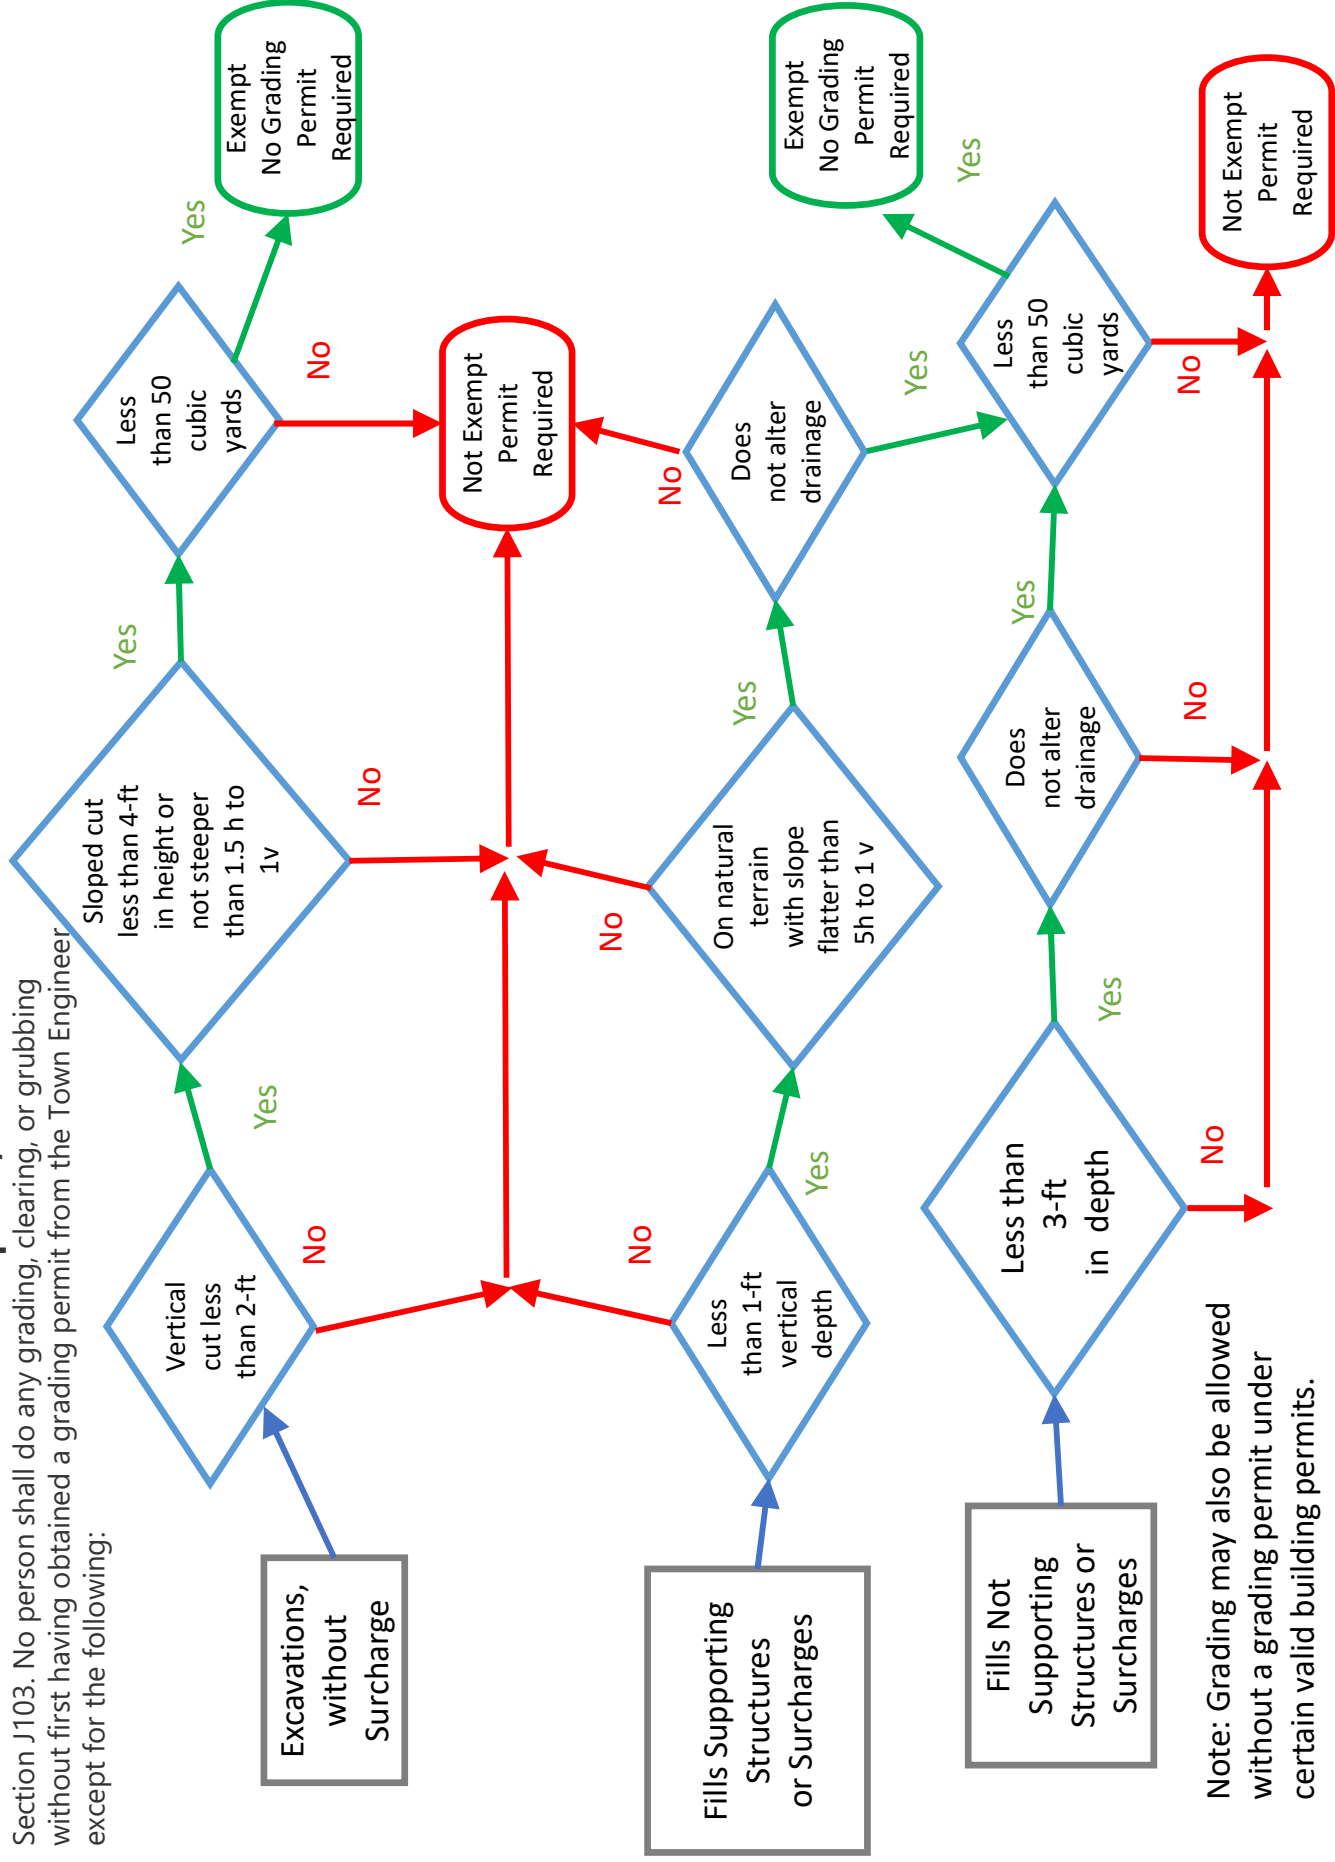 Section J103. No person shall do any grading, clearing, or grubbing
without first having obtained a grading permit from the Town Engineer
except for the following:
Excavations,
without
Surcharge
Vertical
cut less
than 2-ft
Yes
No
Sloped cut
less than 4-ft
in height or
not steeper
than 1.5 h to
1v
Yes
No
Less
than 50
cubic
yards
Yes
No
Exempt
No Grading
Permit
Required
Not Exempt
Permit
Required
Fills Supporting
Structures
or Surcharges
Less
than 1-ft
vertical
depth
No
Yes
On natural
terrain
with slope
flatter than
5h to 1 v
No
Yes
Does
not alter
drainage
No
Yes
Exempt
No Grading
Permit
Required
Fills Not
Supporting
Structures or
Surcharges
Less than
3-ft
in depth
Yes
No
Does
not alter
drainage
Yes
No
Less
than 50
cubic
yards
Yes
No
Not Exempt
Permit
Required
Note: Grading may also be allowed
without a grading permit under
certain valid building permits.